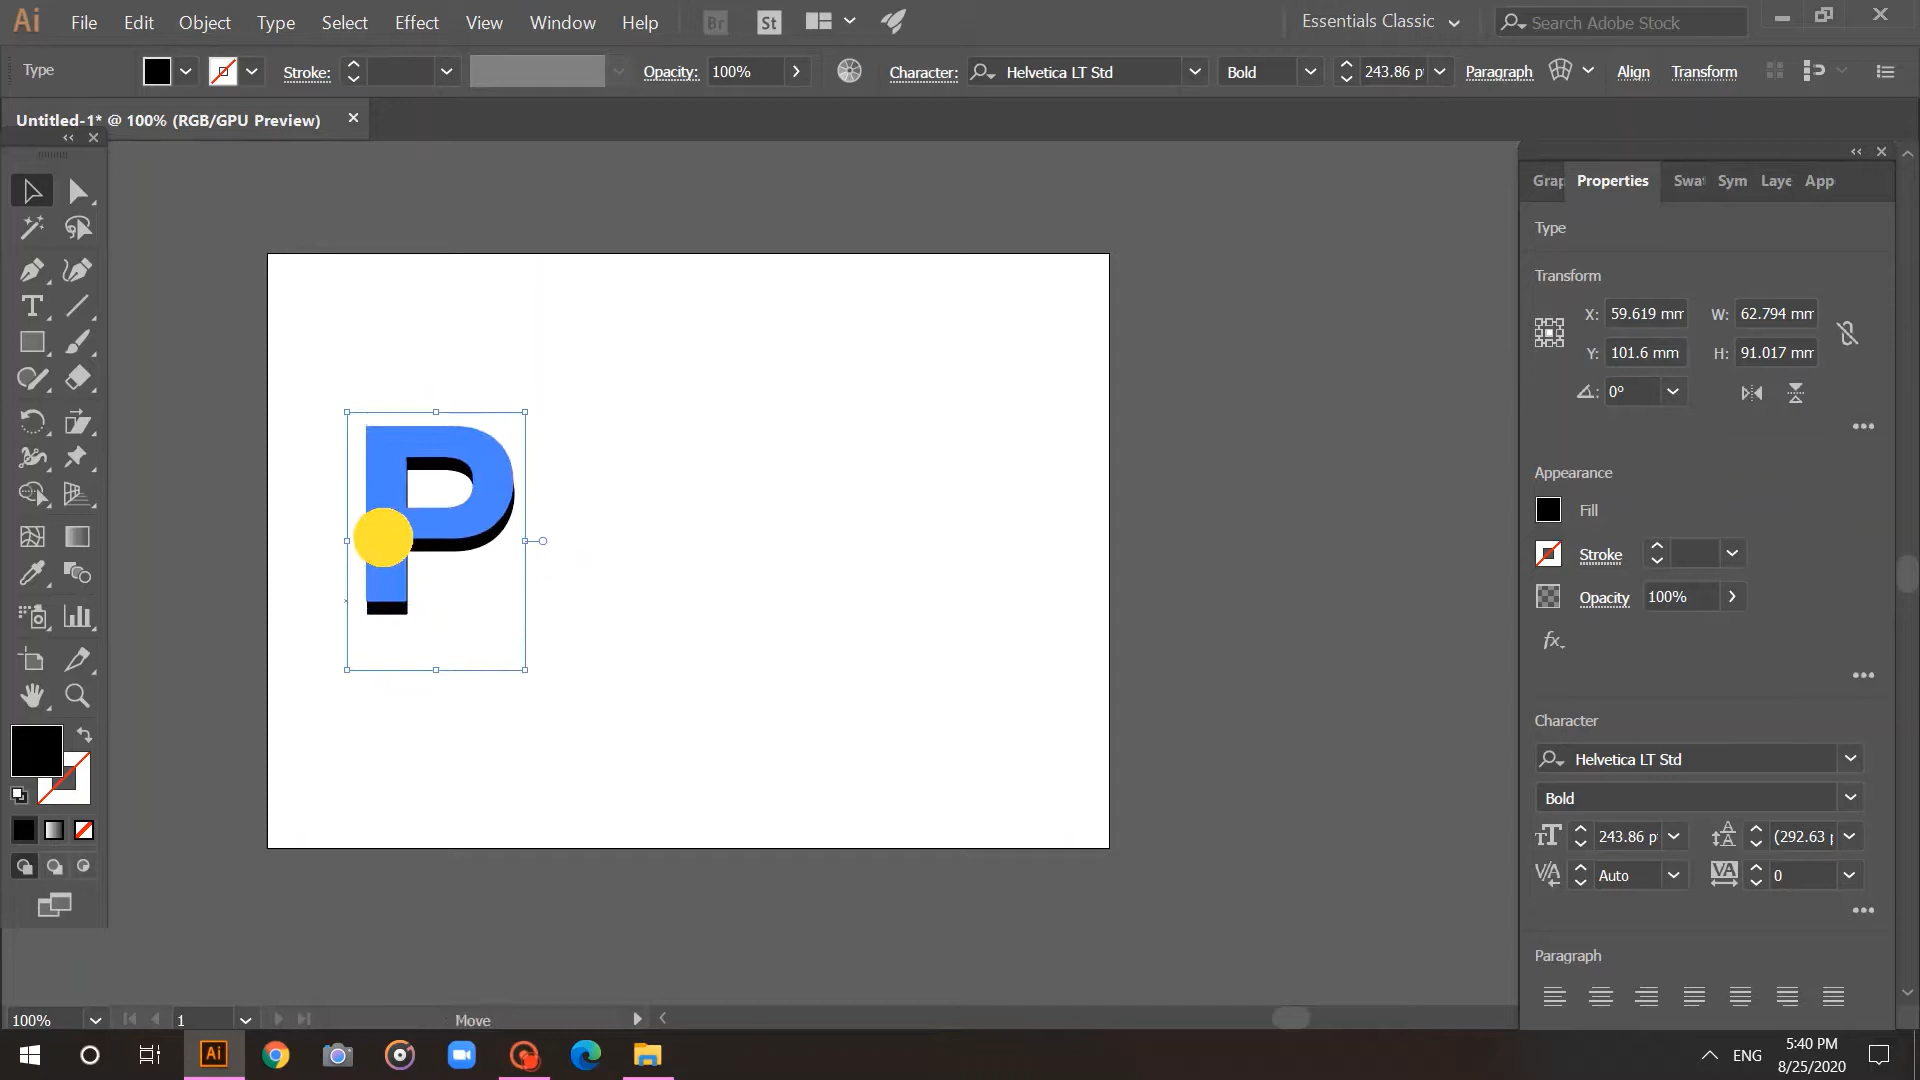 Ai File Edit Object Type Select Effect View Window Help Br St Essentials Classic Search Adobe Stock
Type Stroke: Opacity: 100% Character: Helvetica LT Std Bold 243.86 p Paragraph Align Transform
Untitled-1* @ 100% (RGB/GPU Preview)
Grap Properties Swat Sym Laye App
Type
Transform
X: 59.619 mm W: 62.794 mm
Y: 101.6 mm H: 91.017 mm
0°
P
Appearance
Fill
Stroke
Opacity 100%
fx
Character
Helvetica LT Std
Bold
243.86 p (292.63 p
Auto 0
Paragraph
100% 1 Move
Ai ENG 5:40 PM
8/25/2020